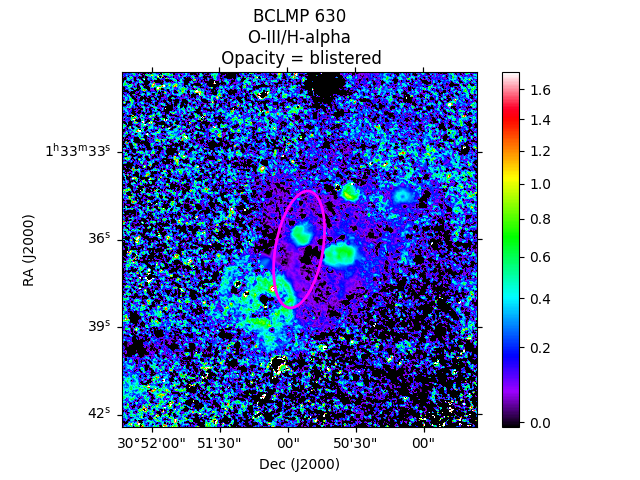 BCLMP 630
O-III/H-alpha
Opacity = blistered
1ʰ33ᵐ33ˢ
36ˢ
39ˢ
42ˢ
RA (J2000)
30°52'00" 51'30" 00" 50'30" 00"
Dec (J2000)
1.6
1.4
1.2
1.0
0.8
0.6
0.4
0.2
0.0